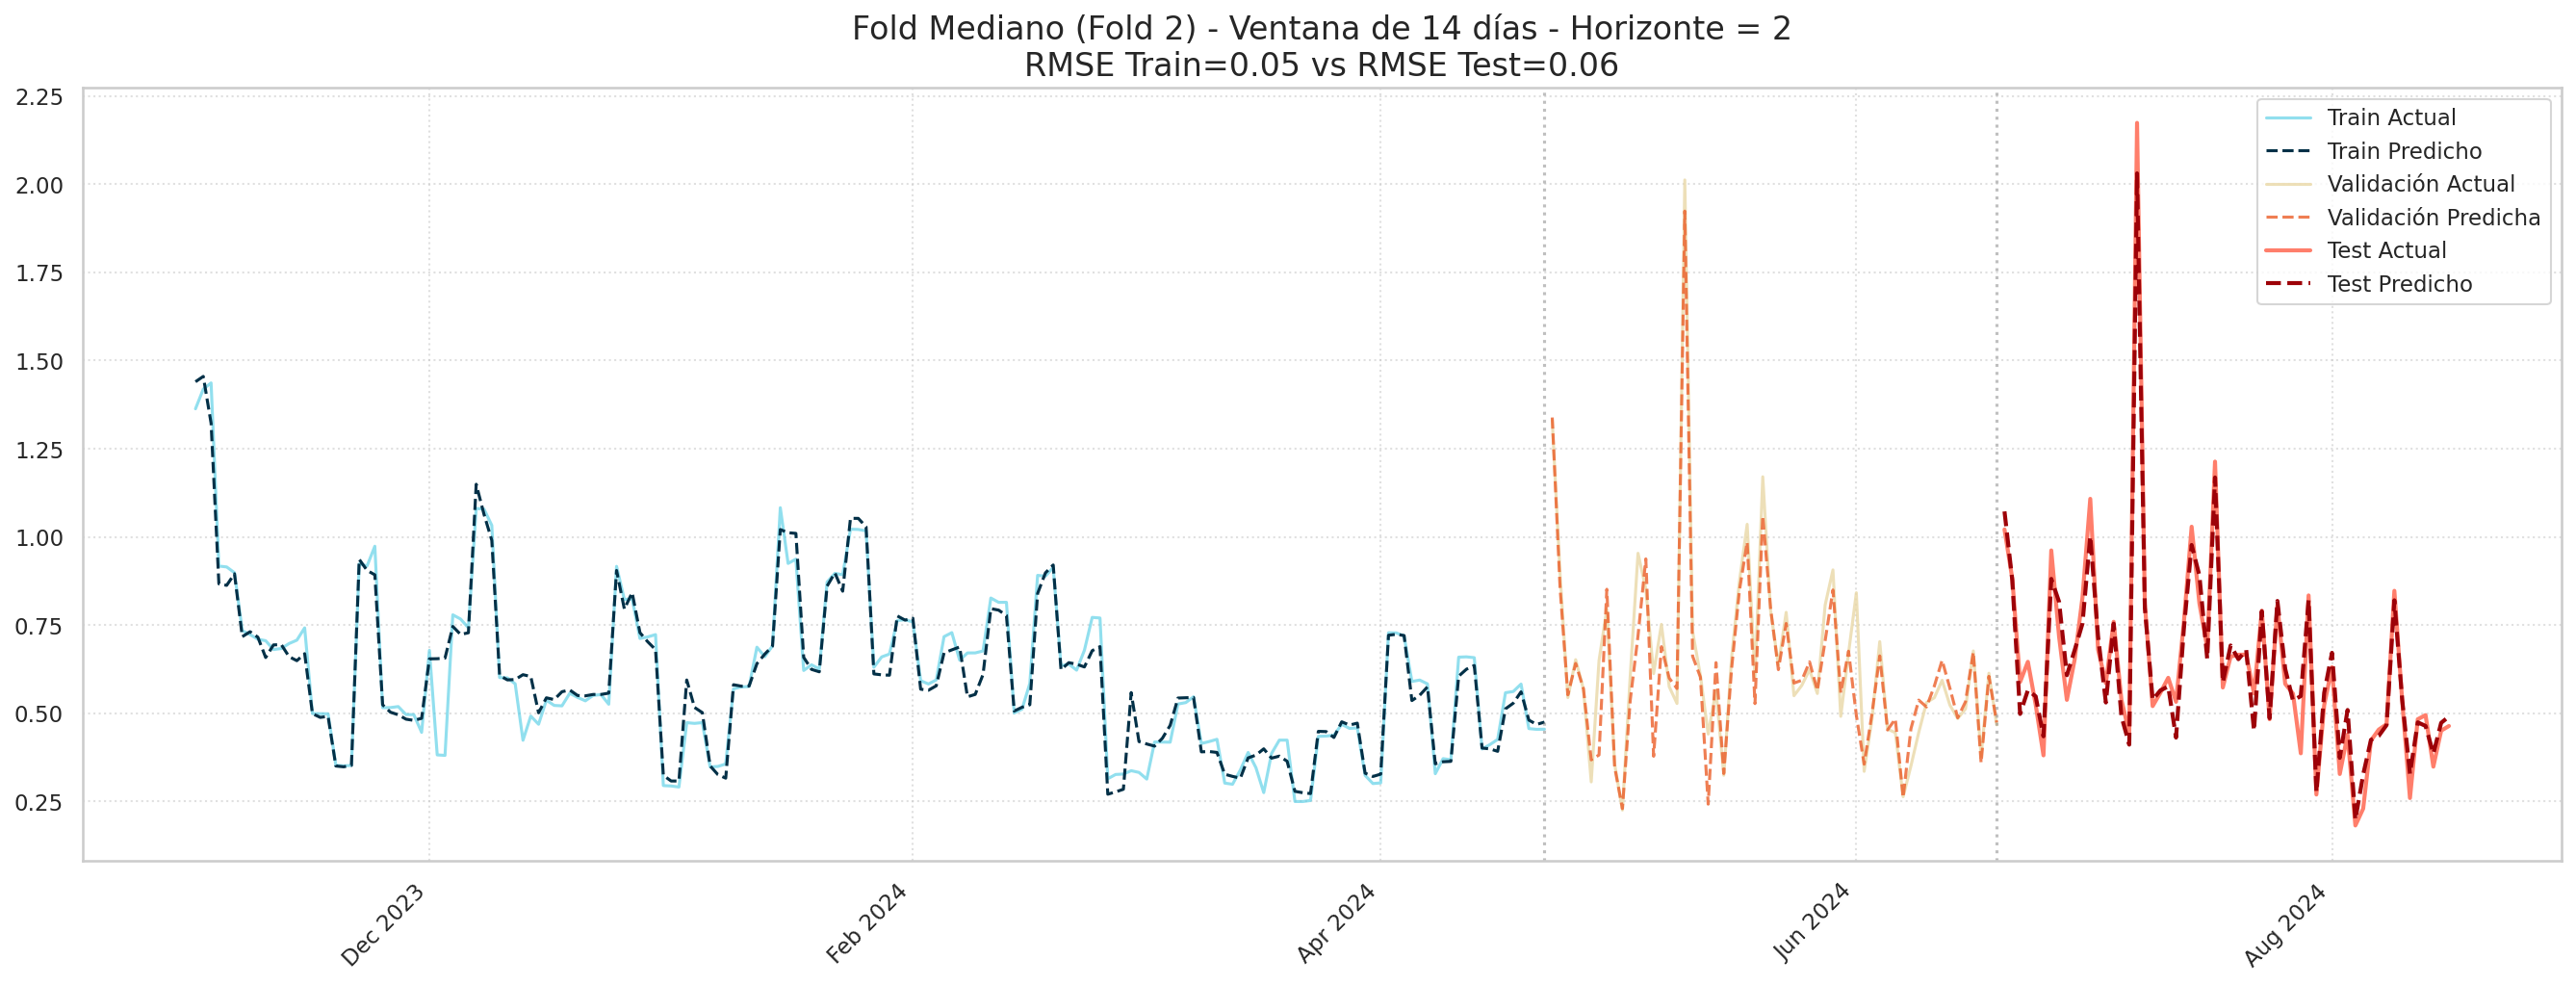 Fold Mediano (Fold 2) - Ventana de 14 días - Horizonte = 2
RMSE Train=0.05 vs RMSE Test=0.06
2.25
2.00
1.75
1.50
1.25
1.00
0.75
0.50
0.25
Train Actual
Train Predicho
Validación Actual
Validación Predicha
Test Actual
Test Predicho
Dec 2023
Feb 2024
Apr 2024
Jun 2024
Aug 2024